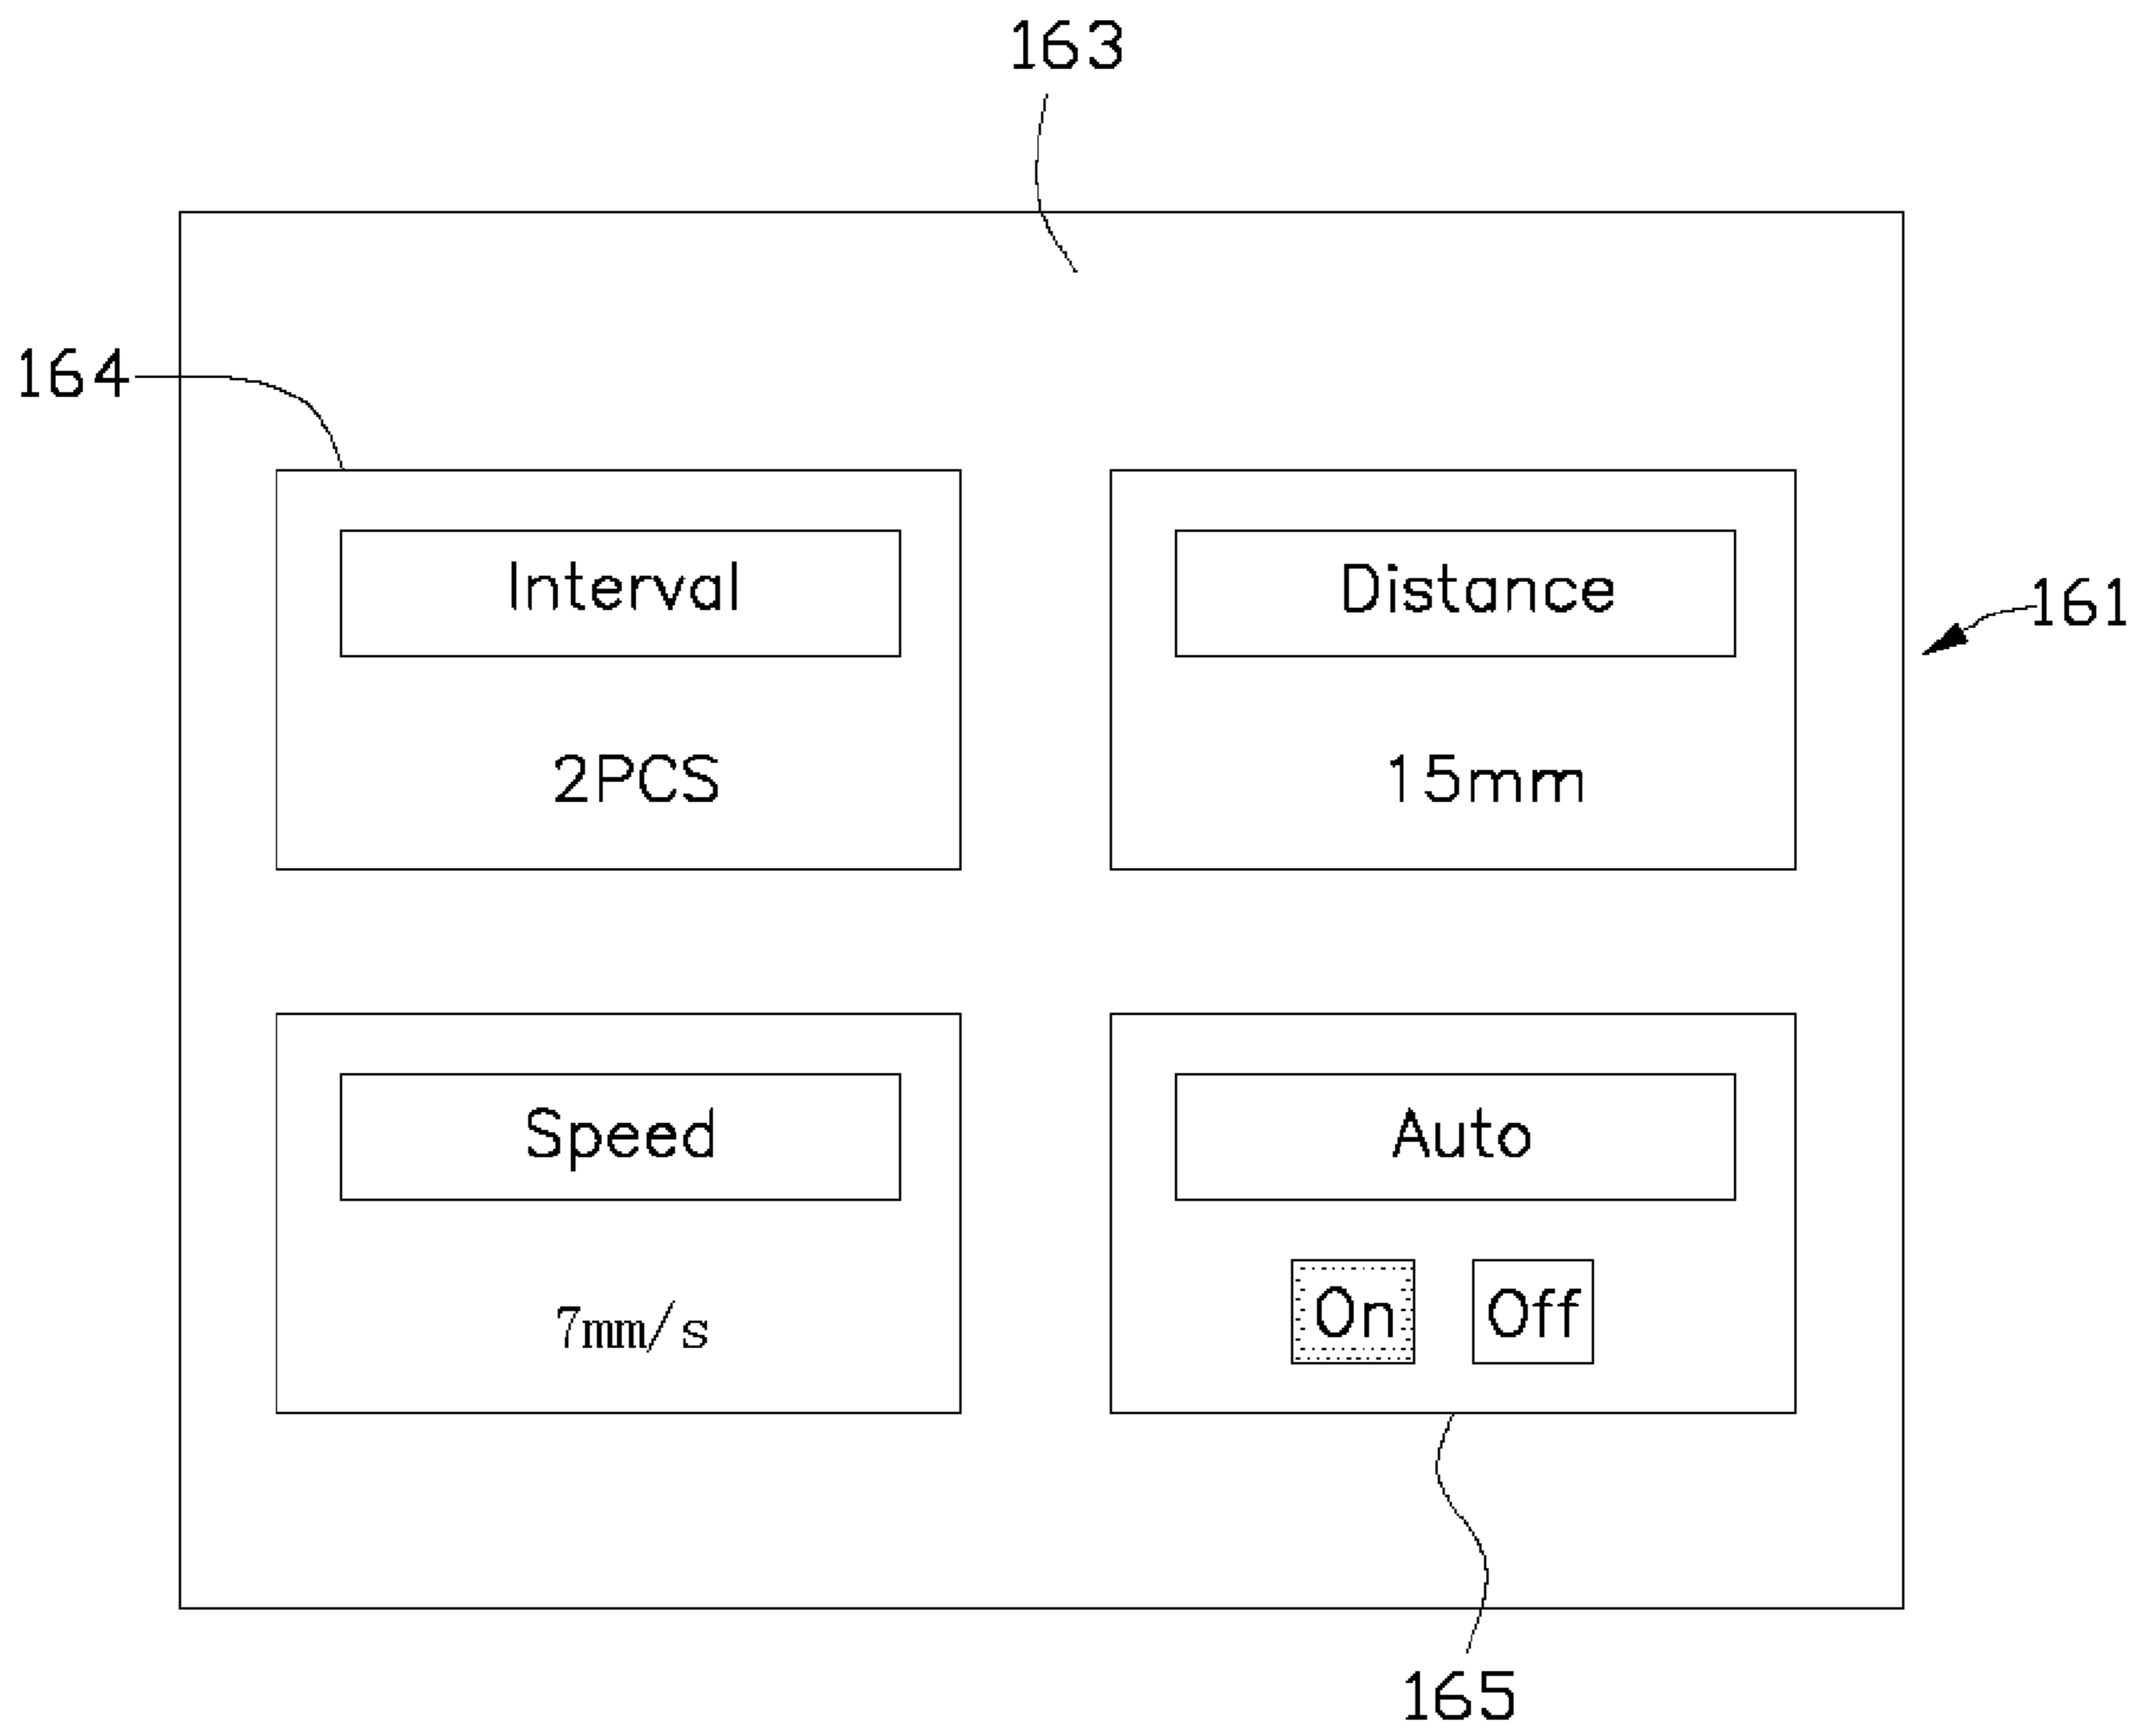 163
164
Interval
Distance
161
2PCS
15mm
Speed
Auto
7mm/s
On
Off
165